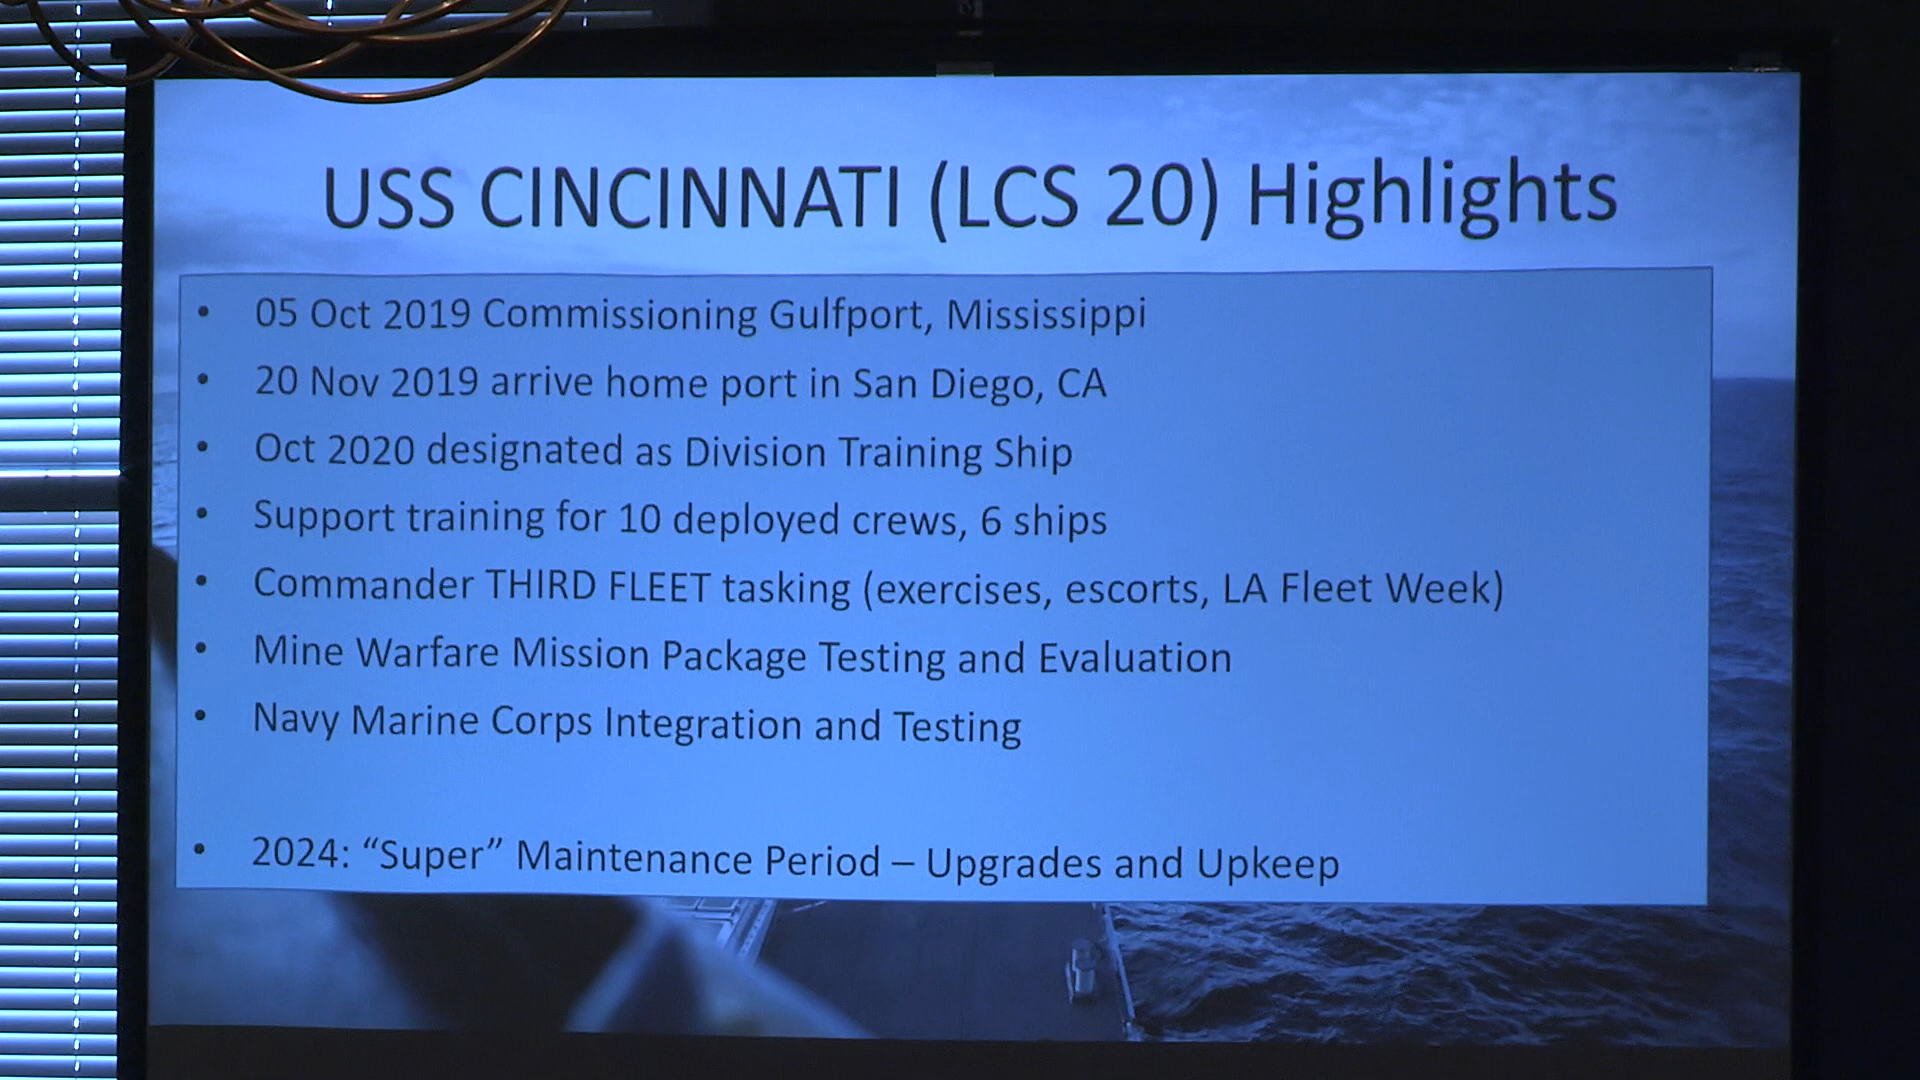 USS CINCINNATI (LCS 20) Highlights
• 05 Oct 2019 Commissioning Gulfport, Mississippi
• 20 Nov 2019 arrive home port in San Diego, CA
• Oct 2020 designated as Division Training Ship
• Support training for 10 deployed crews, 6 ships
• Commander THIRD FLEET tasking (exercises, escorts, LA Fleet Week)
• Mine Warfare Mission Package Testing and Evaluation
• Navy Marine Corps Integration and Testing
• 2024: “Super” Maintenance Period – Upgrades and Upkeep